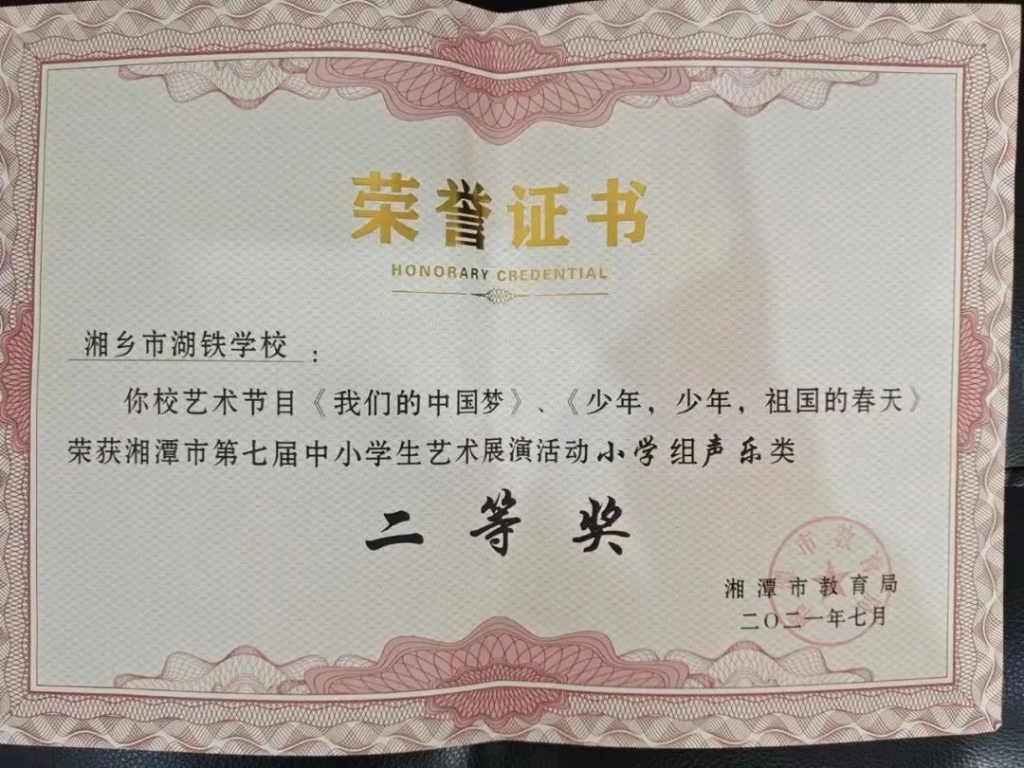 荣誉证书
HONORARY CREDENTIAL
湘乡市湖铁学校：
你校艺术节目《我们的中国梦》、《少年，少年，祖国的春天》
荣获湘潭市第七届中小学生艺术展演活动小学组声乐类
二等奖
湘潭市教育局
二〇二一年七月